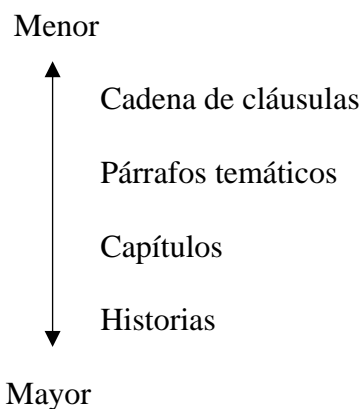 Menor
Cadena de cláusulas
Párrafos temáticos
Capítulos
Historias
Mayor